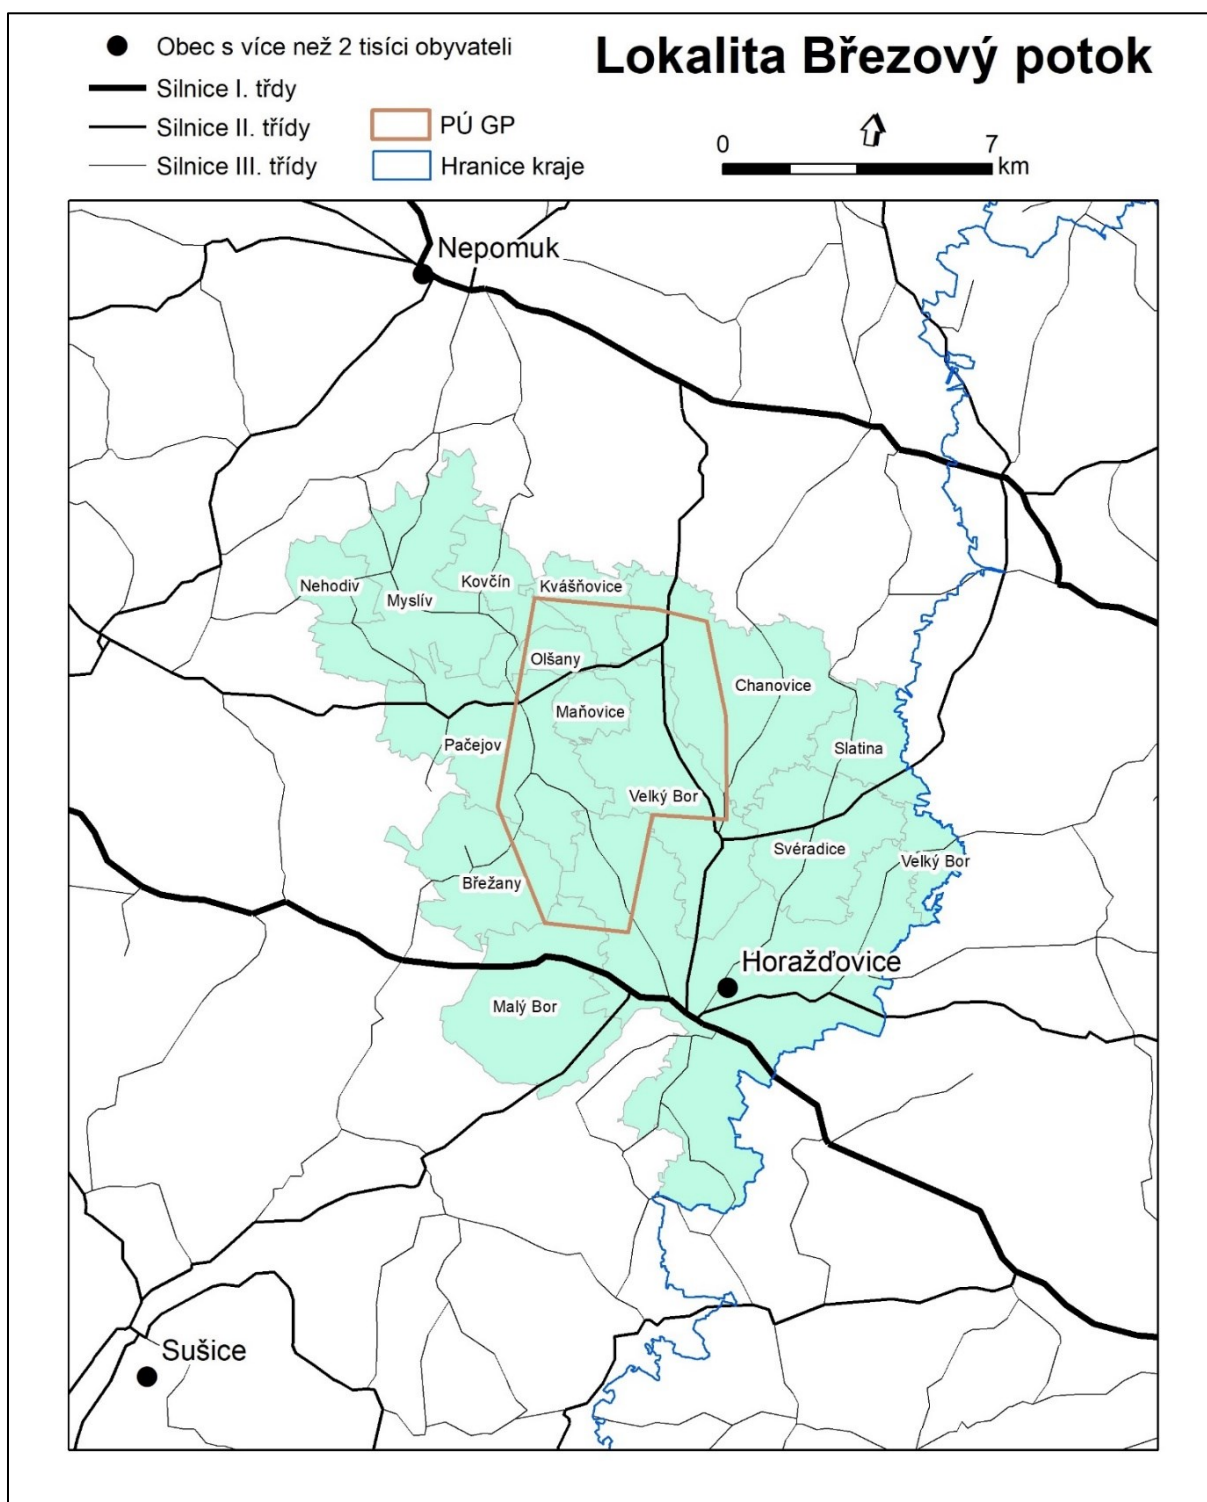 Obec s více než 2 tisíci obyvateli
Lokalita Březový potok
Silnice I. třdy
Silnice II. třídy
PÚ GP
0 7
Silnice III. třídy
Hranice kraje
km
Nepomuk
Nehodiv
Kovčín
Kvášňovice
Myslív
Olšany
Chanovice
Maňovice
Pačejov
Slatina
Velký Bor
Svéradice
Velký Bor
Břežany
Horažďovice
Malý Bor
Sušice